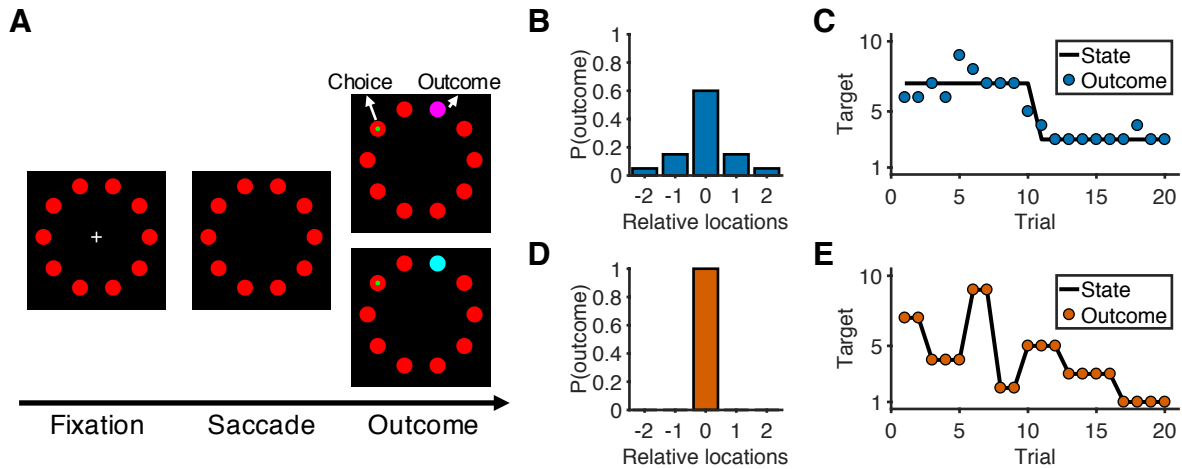 A
Choice
Outcome
Fixation
Saccade
Outcome
B
P(outcome)
1
0.8
0.6
0.4
0.2
0
-2 -1 0 1 2
Relative locations
C
Target
10
5
1
0 5 10 15 20
Trial
State
Outcome
D
P(outcome)
1
0.8
0.6
0.4
0.2
0
-2 -1 0 1 2
Relative locations
E
Target
10
5
1
0 5 10 15 20
Trial
State
Outcome